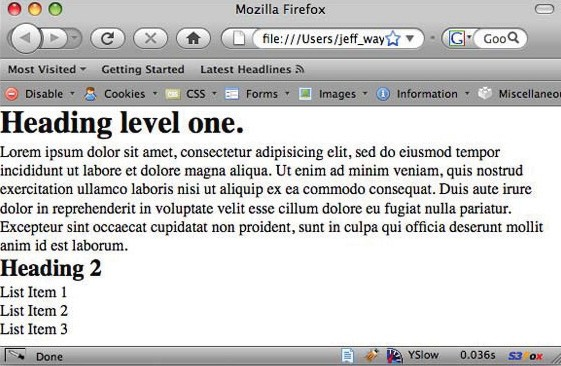 Mozilla Firefox
file:///Users/jeff_way
Goo
Most Visited Getting Started Latest Headlines
Disable Cookies CSS Forms Images Information Miscellaneo
Heading level one.
Lorem ipsum dolor sit amet, consectetur adipisicing elit, sed do eiusmod tempor
incididunt ut labore et dolore magna aliqua. Ut enim ad minim veniam, quis nostrud
exercitation ullamco laboris nisi ut aliquip ex ea commodo consequat. Duis aute irure
dolor in reprehenderit in voluptate velit esse cillum dolore eu fugiat nulla pariatur.
Excepteur sint occaecat cupidatat non proident, sunt in culpa qui officia deserunt mollit
anim id est laborum.
Heading 2
List Item 1
List Item 2
List Item 3
Done YSlow 0.036s S3Fox